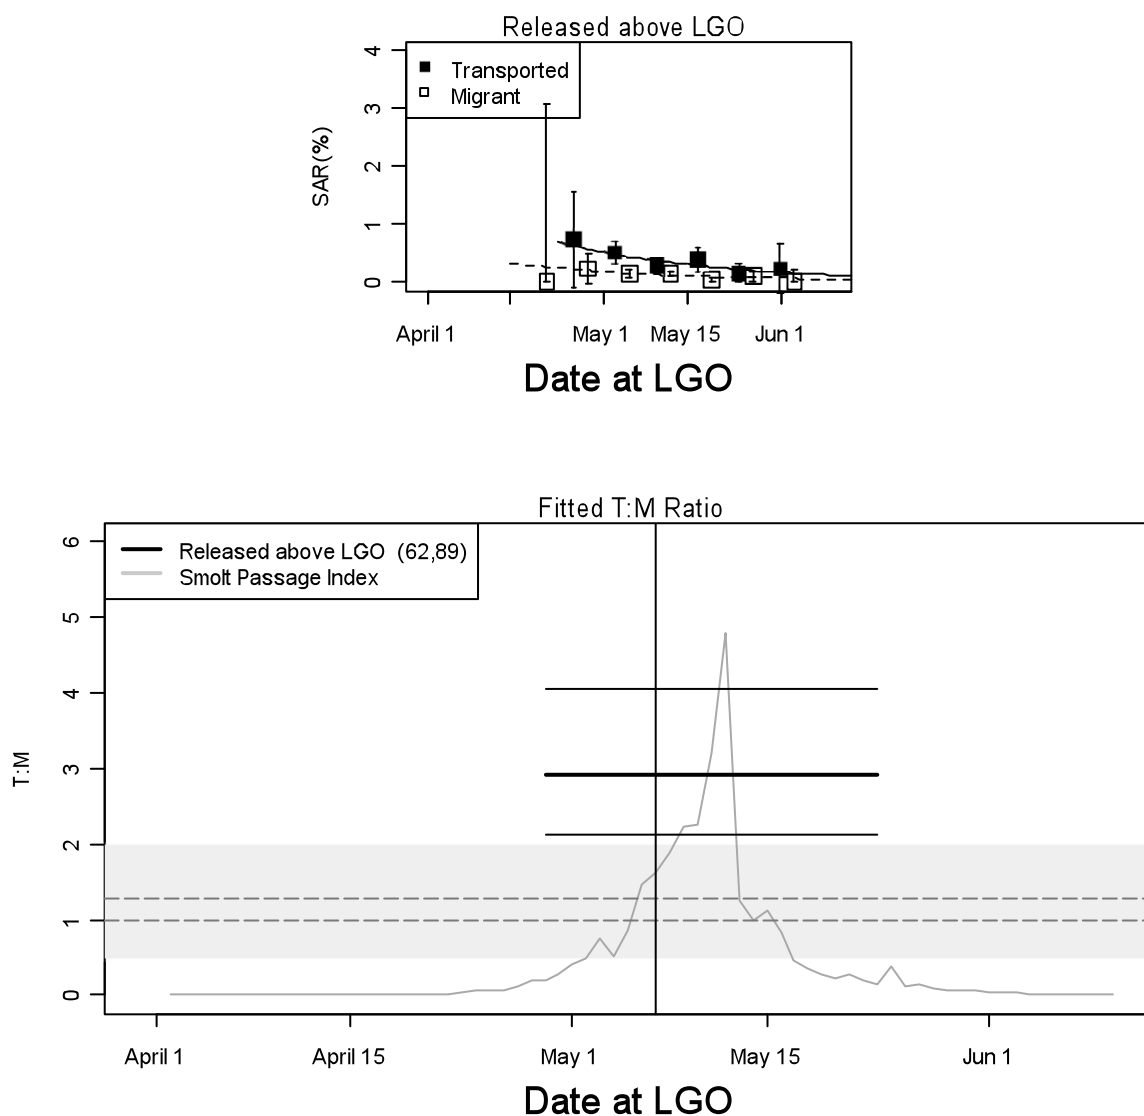 Released above LGO
Transported
Migrant
SAR(%)
4
3
2
1
0
April 1
May 1
May 15
Jun 1
Date at LGO
Fitted T:M Ratio
Released above LGO (62,89)
Smolt Passage Index
T:M
6
5
4
3
2
1
0
April 1
April 15
May 1
May 15
Jun 1
Date at LGO